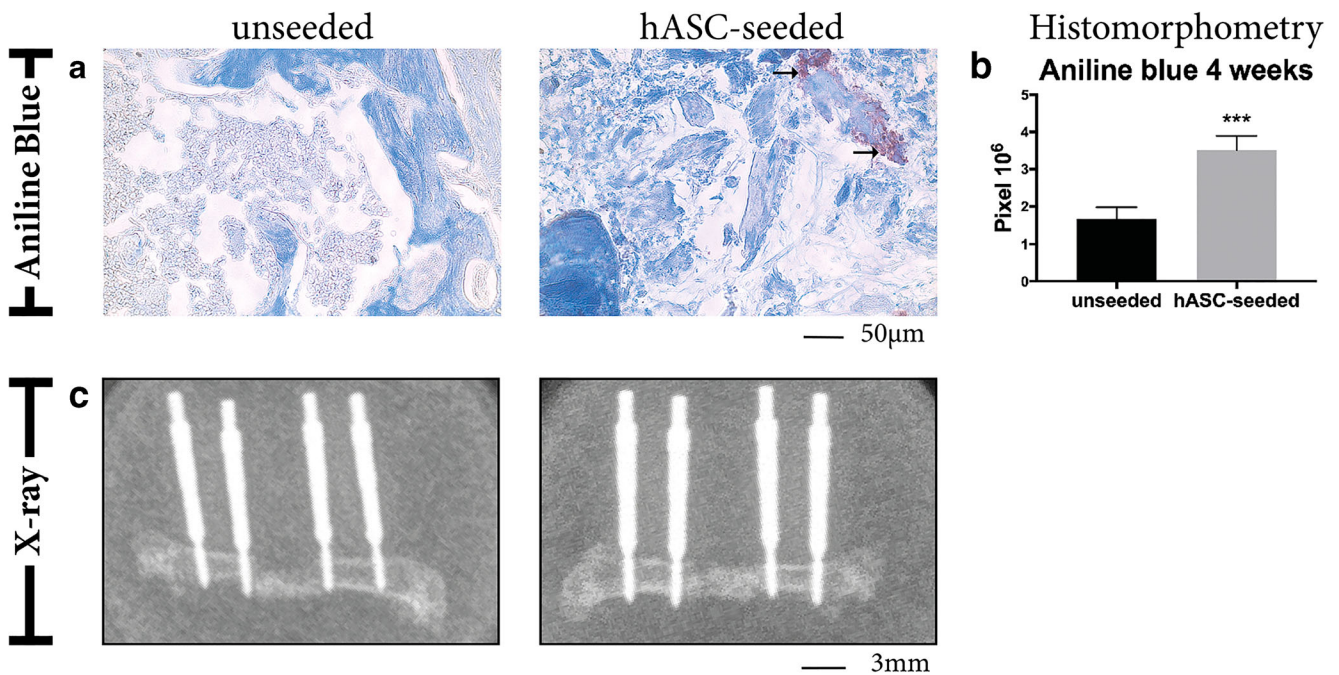 unseeded
hASC-seeded
Histomorphometry
Aniline Blue
a
b
Aniline blue 4 weeks
Pixel 10⁶
5
4
3
2
1
0
***
unseeded
hASC-seeded
50μm
X-ray
c
3mm